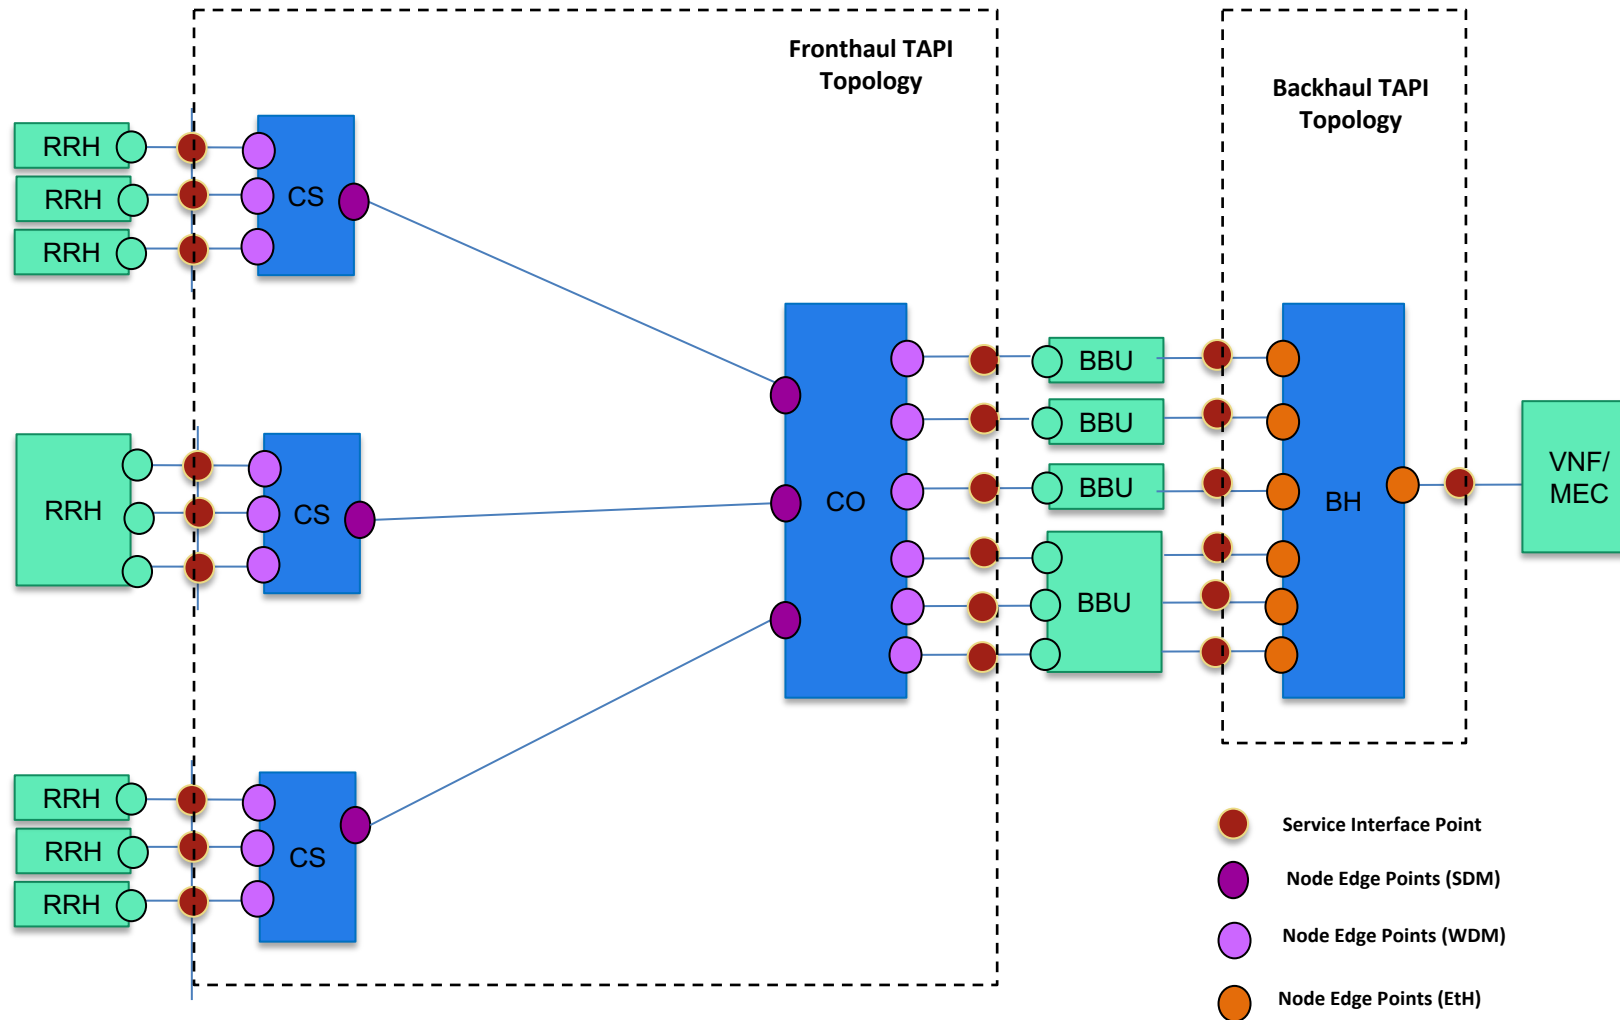 Fronthaul TAPI
Topology
Backhaul TAPI
Topology
RRH
RRH
RRH
CS
RRH
CS
RRH
RRH
RRH
CS
CO
BBU
BBU
BBU
BBU
BH
VNF/
MEC
Service Interface Point
Node Edge Points (SDM)
Node Edge Points (WDM)
Node Edge Points (EtH)